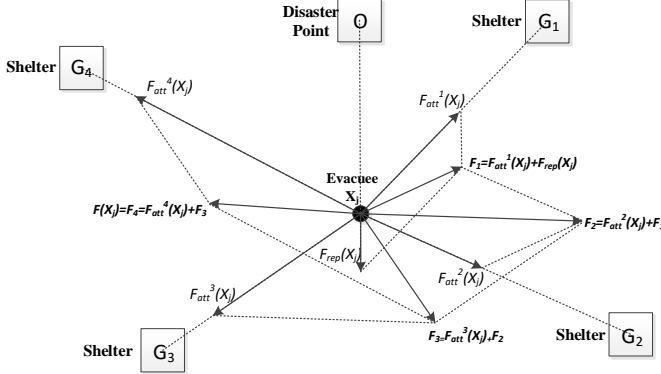 Disaster
Point
O
Shelter
G1
Shelter
G4
Fatt4(Xj)
Fatt1(Xj)
Evacuee
Xj
F1=Fatt1(Xj)+Frep(Xj)
F(Xj)=F4=Fatt4(Xj)+F3
F2=Fatt2(Xj)+F1
Frep(Xj)
Fatt2(Xj)
Fatt3(Xj)
F3=Fatt3(Xj)+F2
Shelter
G3
Shelter
G2